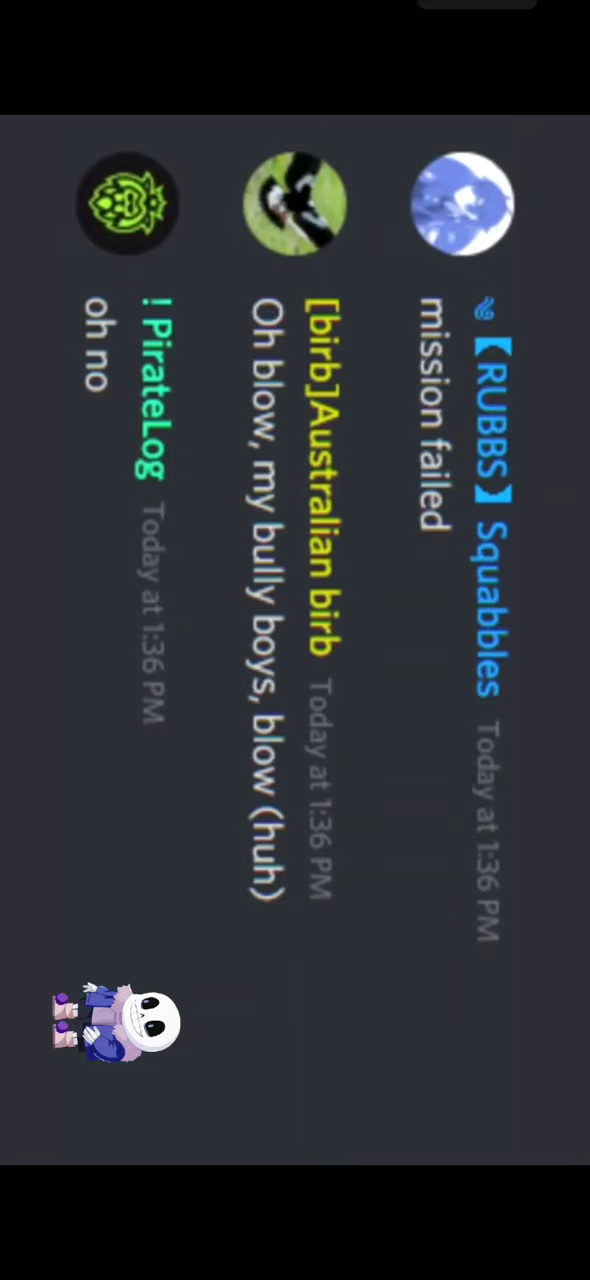 ༄【RUBBS】 Squabbles Today at 1:36 PM
mission failed
[birb]Australian birb Today at 1:36 PM
Oh blow, my bully boys, blow (huh)
! PirateLog Today at 1:36 PM
oh no